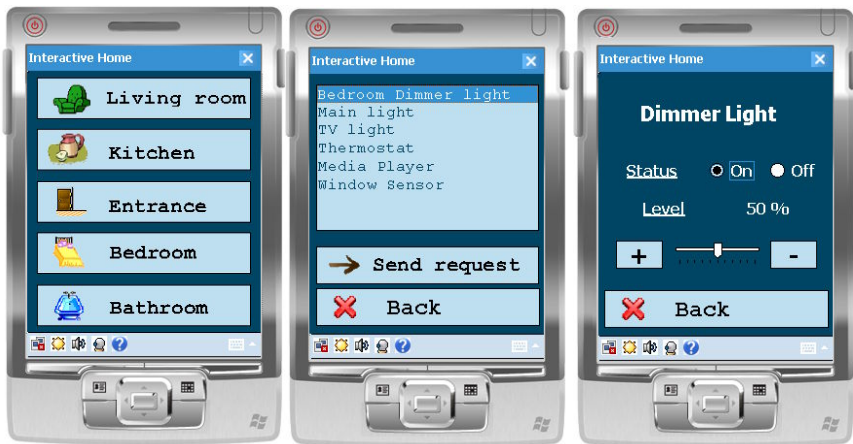 Interactive Home
Living room
Kitchen
Entrance
Bedroom
Bathroom
Interactive Home
Bedroom Dimmer light
Main light
TV light
Thermostat
Media Player
Window Sensor
Send request
Back
Interactive Home
Dimmer Light
Status On Off
Level 50 %
+ -
Back